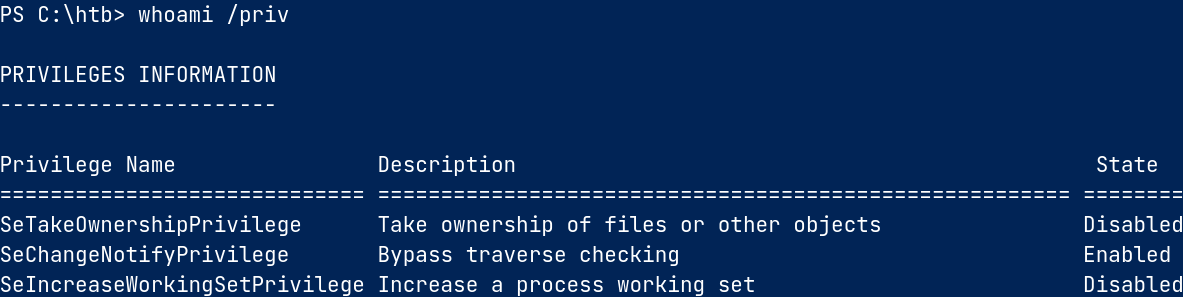 PS C:\htb> whoami /priv
PRIVILEGES INFORMATION
----------------------
Privilege Name                Description                                              State
============================= ======================================================= ========
SeTakeOwnershipPrivilege      Take ownership of files or other objects                Disabled
SeChangeNotifyPrivilege       Bypass traverse checking                                Enabled
SeIncreaseWorkingSetPrivilege Increase a process working set                          Disabled